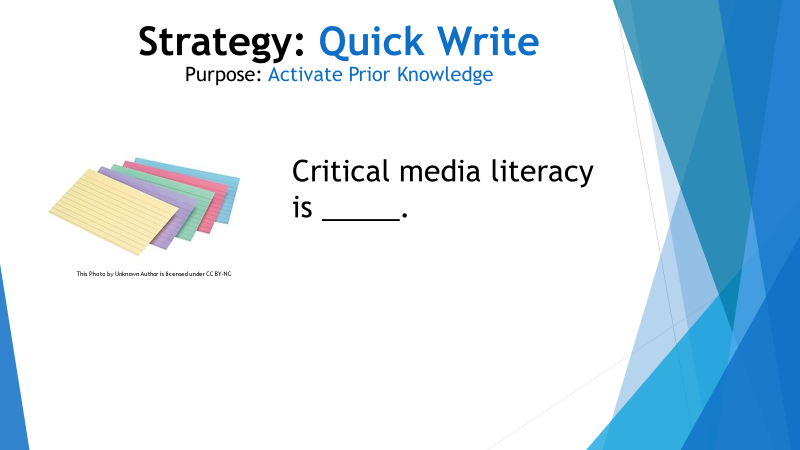 Strategy: Quick Write
Purpose: Activate Prior Knowledge
Critical media literacy
is _____.
This Photo by Unknown Author is licensed under CC BY-NC